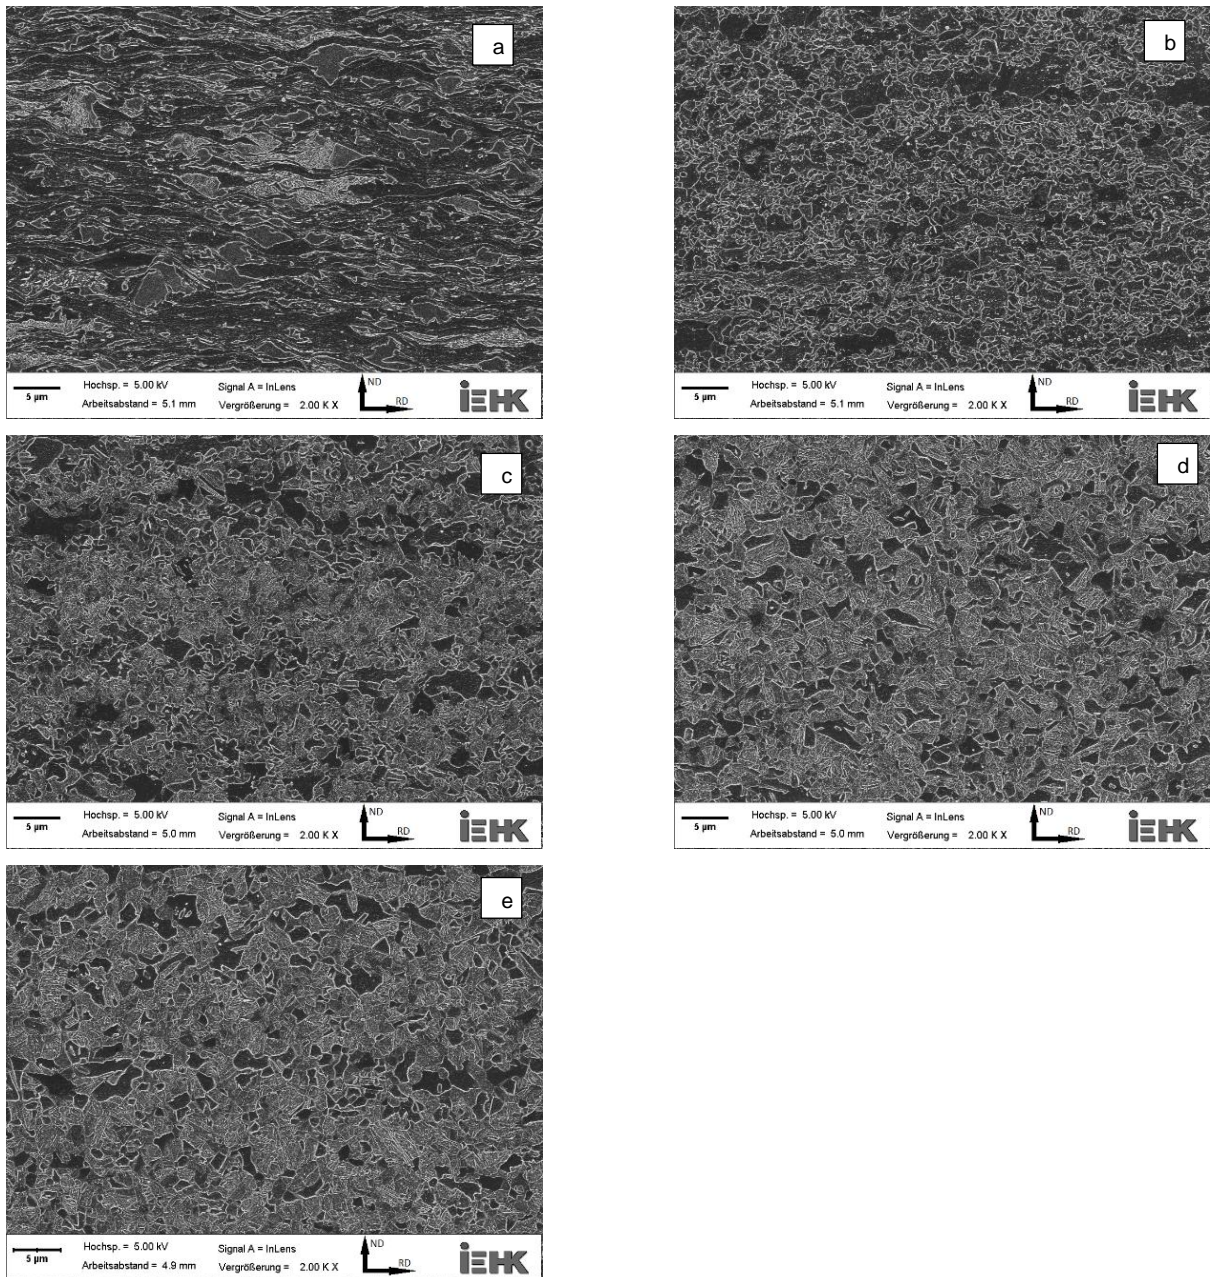 a
5 µm
Hochsp. = 5.00 kV
Arbeitsabstand = 5.1 mm
Signal A = InLens
Vergrößerung = 2.00 K X
ND
RD
iEHK
b
5 µm
Hochsp. = 5.00 kV
Arbeitsabstand = 5.1 mm
Signal A = InLens
Vergrößerung = 2.00 K X
ND
RD
iEHK
c
5 µm
Hochsp. = 5.00 kV
Arbeitsabstand = 5.0 mm
Signal A = InLens
Vergrößerung = 2.00 K X
ND
RD
iEHK
d
5 µm
Hochsp. = 5.00 kV
Arbeitsabstand = 5.0 mm
Signal A = InLens
Vergrößerung = 2.00 K X
ND
RD
iEHK
e
5 µm
Hochsp. = 5.00 kV
Arbeitsabstand = 4.9 mm
Signal A = InLens
Vergrößerung = 2.00 K X
ND
RD
iEHK